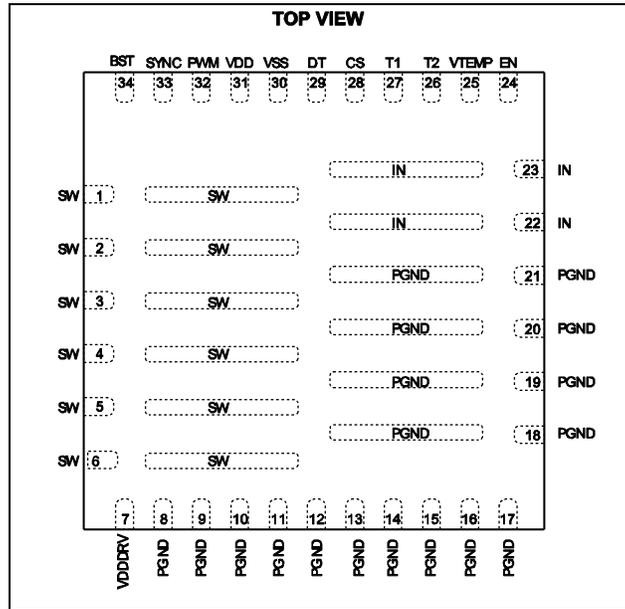 TOP VIEW
BST SYNC PWM VDD VSS DT CS T1 T2 VTEMP EN
34 33 32 31 30 29 28 27 26 25 24
IN 23 IN
SW 1 SW
IN 22 IN
SW 2 SW
PGND 21 PGND
SW 3 SW
PGND 20 PGND
SW 4 SW
PGND 19 PGND
SW 5 SW
PGND 18 PGND
SW 6 SW
7 8 9 10 11 12 13 14 15 16 17
VDDDRV PGND PGND PGND PGND PGND PGND PGND PGND PGND PGND